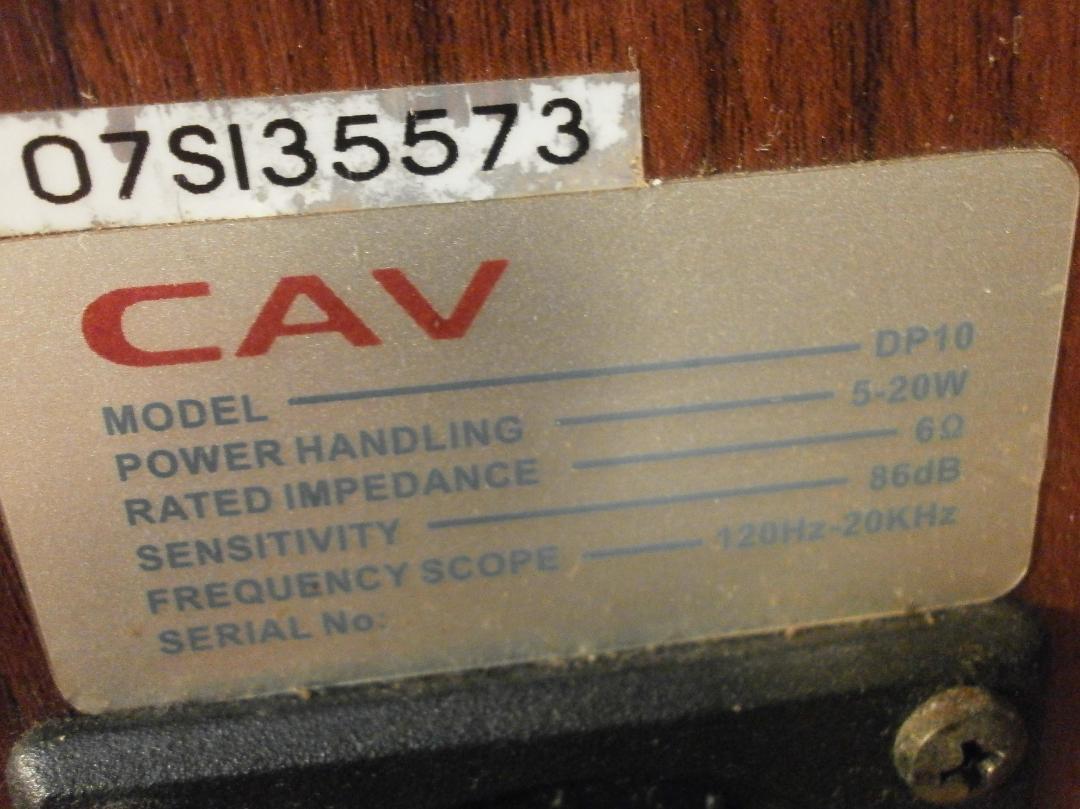 07SI35573
CAV
MODEL DP10
POWER HANDLING 5-20W
RATED IMPEDANCE 6Ω
SENSITIVITY 86dB
FREQUENCY SCOPE 120Hz-20KHz
SERIAL No: